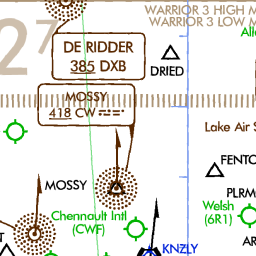 WARRIOR 3 HIGH M
WARRIOR 3 LOW M
27
DE RIDDER
385 DXB
DRIED
MOSSY
418 CW
Lake Air S
FENTO
MOSSY
PLRM
Welsh
(6R1)
Chennault Intl
(CWF)
KNZLY